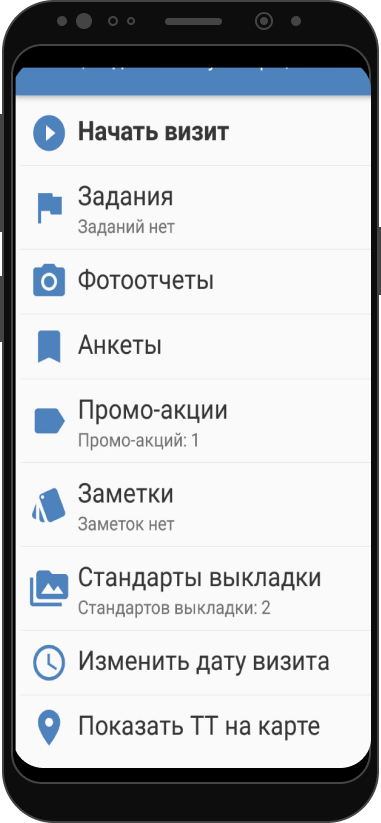 Начать визит
Задания
Заданий нет
Фотоотчеты
Анкеты
Промо-акции
Промо-акций: 1
Заметки
Заметок нет
Стандарты выкладки
Стандартов выкладки: 2
Изменить дату визита
Показать ТТ на карте